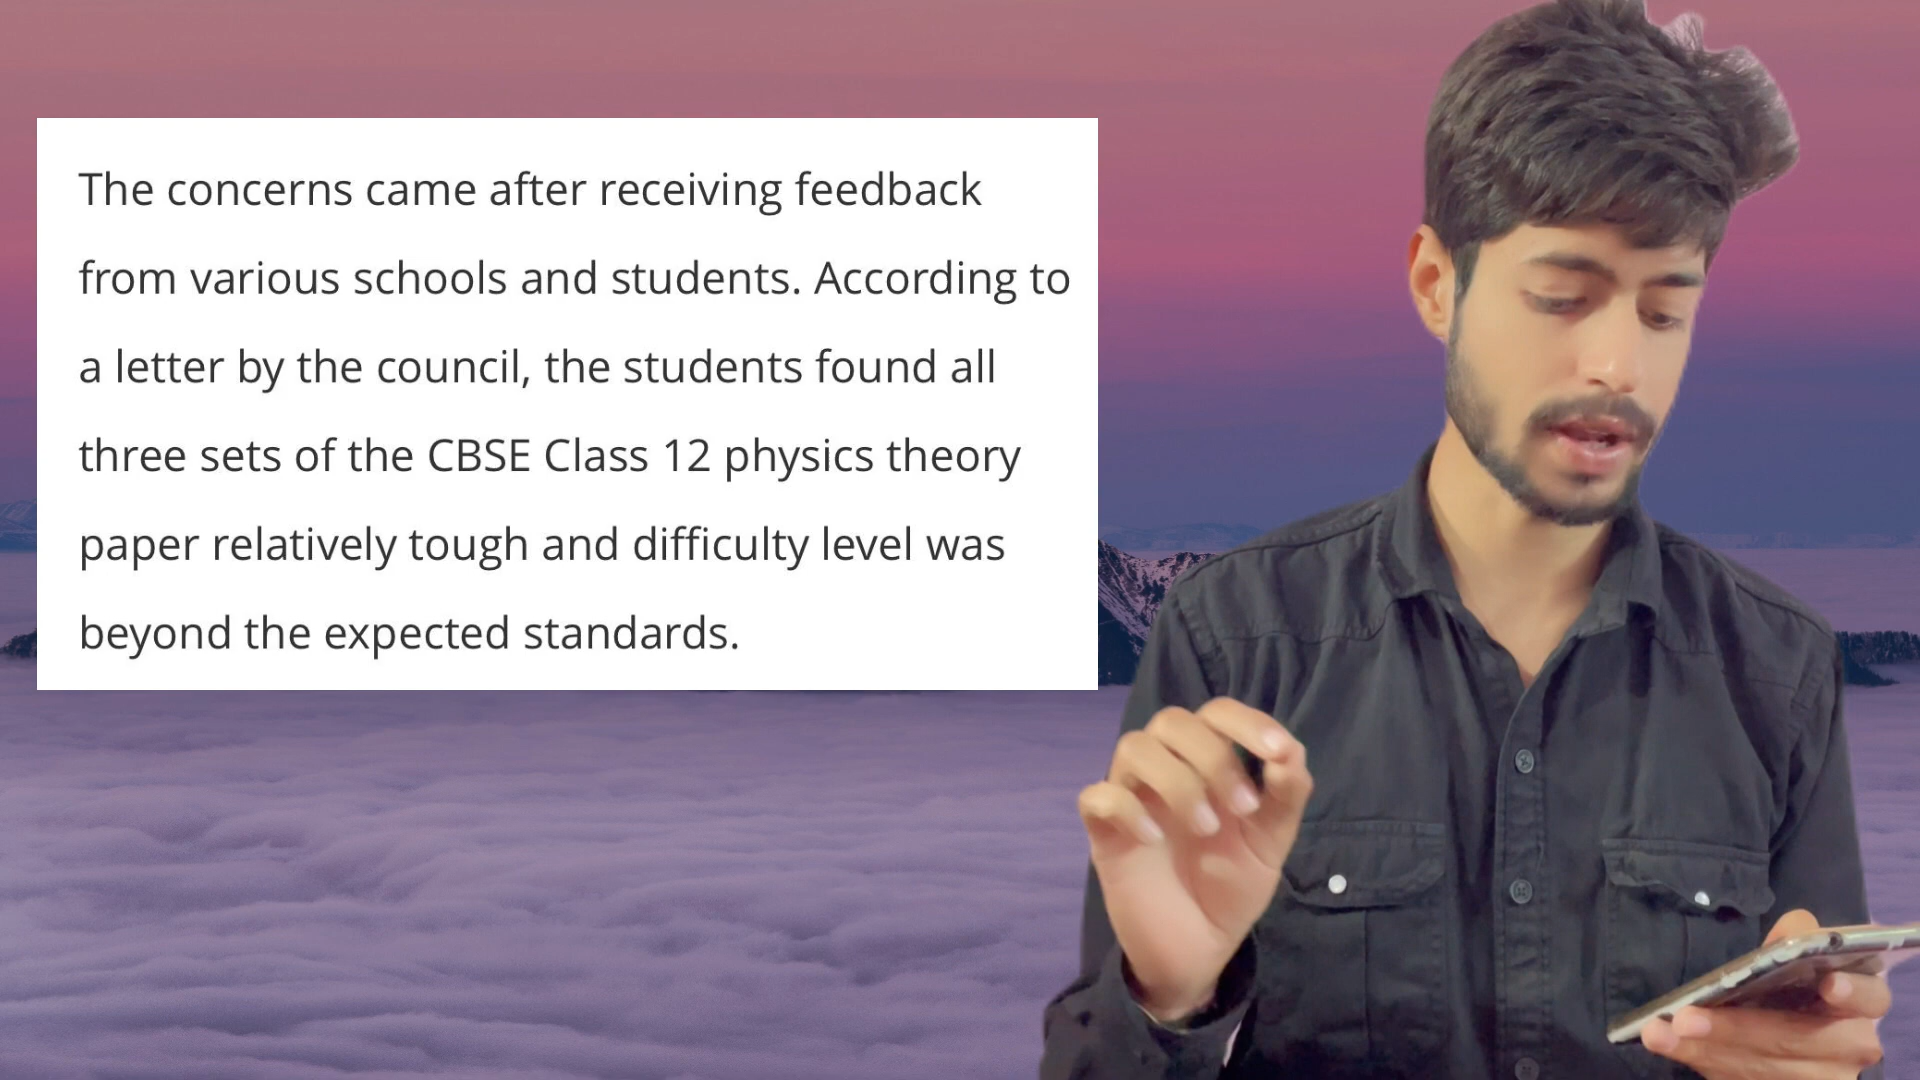 The concerns came after receiving feedback
from various schools and students. According to
a letter by the council, the students found all
three sets of the CBSE Class 12 physics theory
paper relatively tough and difficulty level was
beyond the expected standards.